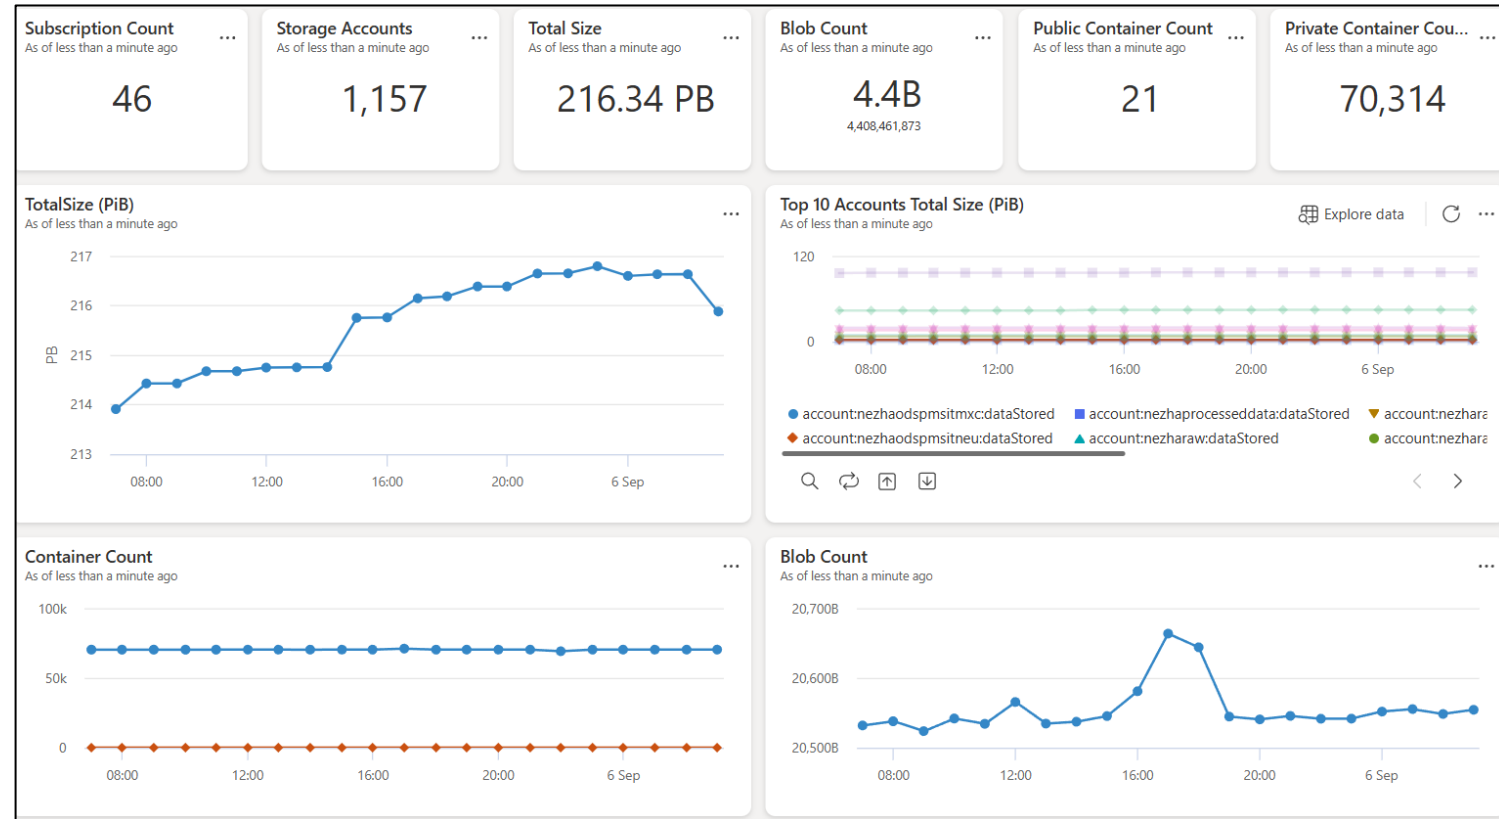 Subscription Count
As of less than a minute ago
46
Storage Accounts
As of less than a minute ago
1,157
Total Size
As of less than a minute ago
216.34 PB
Blob Count
As of less than a minute ago
4.4B
4,408,461,873
Public Container Count
As of less than a minute ago
21
Private Container Cou...
As of less than a minute ago
70,314
TotalSize (PiB)
As of less than a minute ago
217
216
215
214
213
PB
08:00 12:00 16:00 20:00 6 Sep
Top 10 Accounts Total Size (PiB)
As of less than a minute ago
Explore data
120
0
08:00 12:00 16:00 20:00 6 Sep
account:nezhaodspmsitmxc:dataStored account:nezhaprocesseddata:dataStored account:nezhara
account:nezhaodspmsitneu:dataStored account:nezharaw:dataStored account:nezhara
Container Count
As of less than a minute ago
100k
50k
0
08:00 12:00 16:00 20:00 6 Sep
Blob Count
As of less than a minute ago
20,700B
20,600B
20,500B
08:00 12:00 16:00 20:00 6 Sep